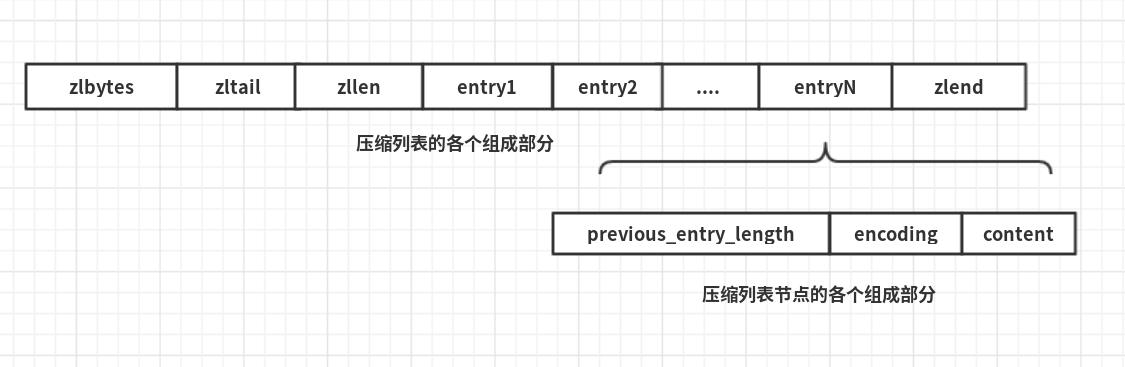 zlbytes zltail zllen entry1 entry2 .... entryN zlend
压缩列表的各个组成部分
previous_entry_length encoding content
压缩列表节点的各个组成部分